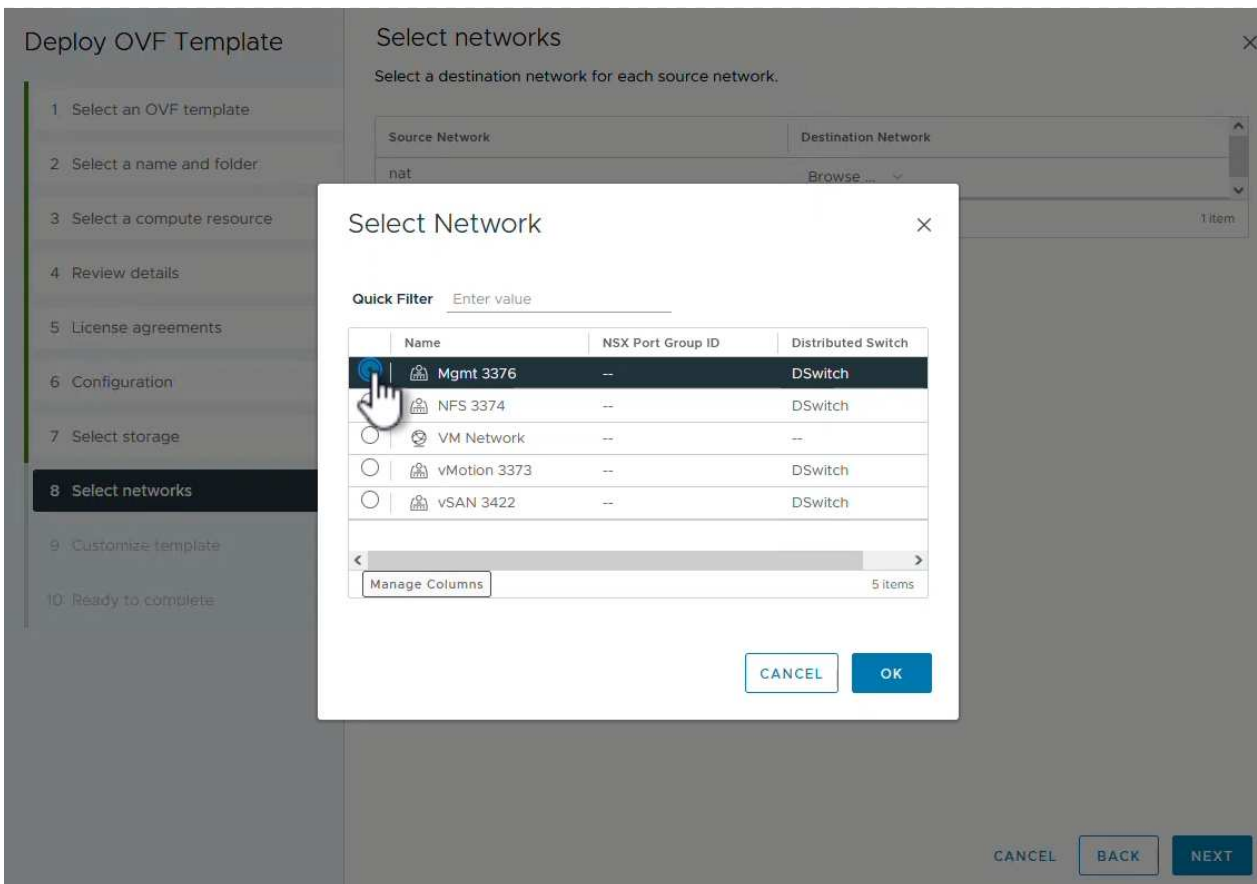 Deploy OVF Template
1 Select an OVF template
2 Select a name and folder
3 Select a compute resource
4 Review details
5 License agreements
6 Configuration
7 Select storage
8 Select networks
9 Customize template
10 Ready to complete
Select networks
Select a destination network for each source network.
Source Network Destination Network
nat Browse ...
1 item
Select Network
Quick Filter Enter value
Name NSX Port Group ID Distributed Switch
Mgmt 3376 -- DSwitch
NFS 3374 -- DSwitch
VM Network -- --
vMotion 3373 -- DSwitch
vSAN 3422 -- DSwitch
Manage Columns 5 items
CANCEL OK
CANCEL BACK NEXT